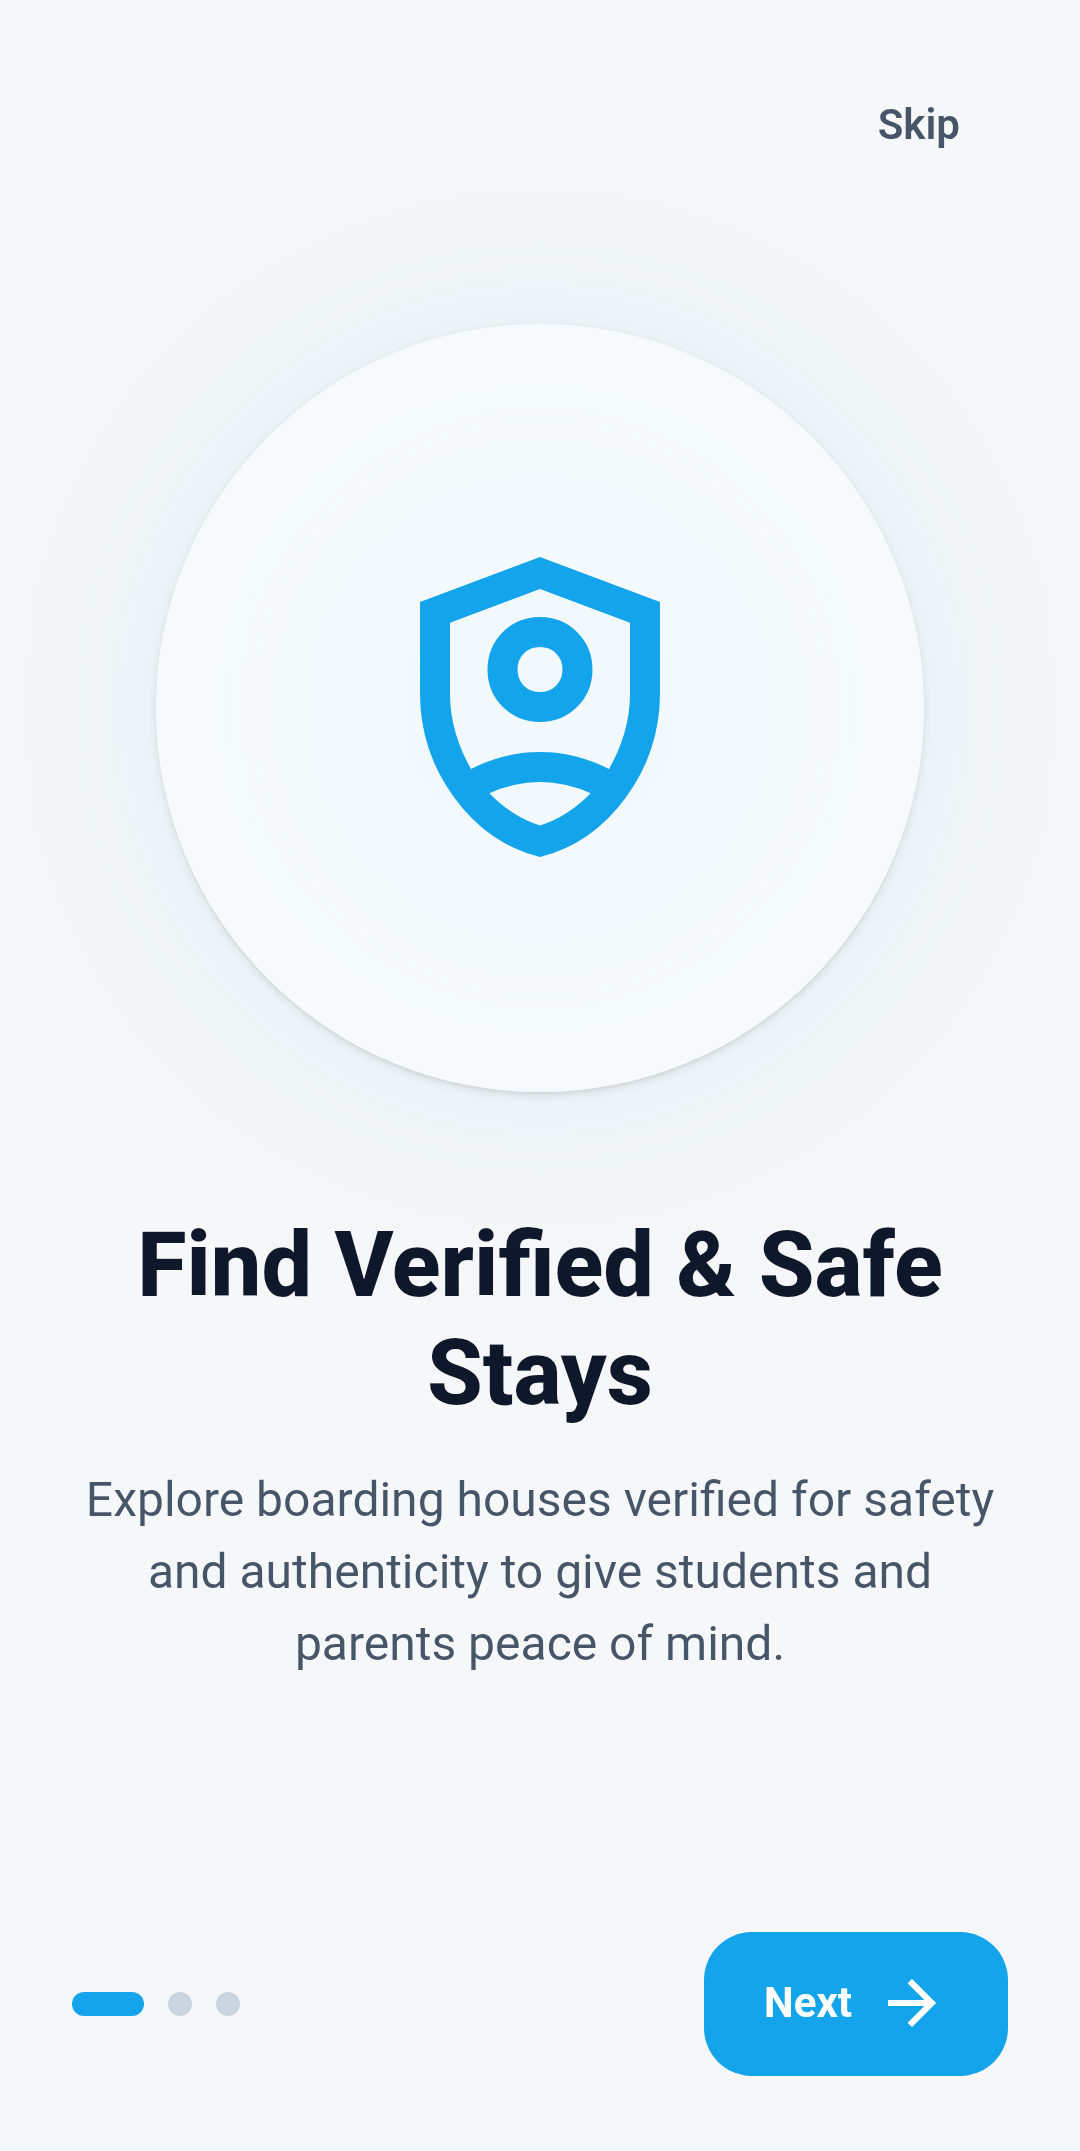 Skip
Find Verified & Safe
Stays
Explore boarding houses verified for safety
and authenticity to give students and
parents peace of mind.
Next